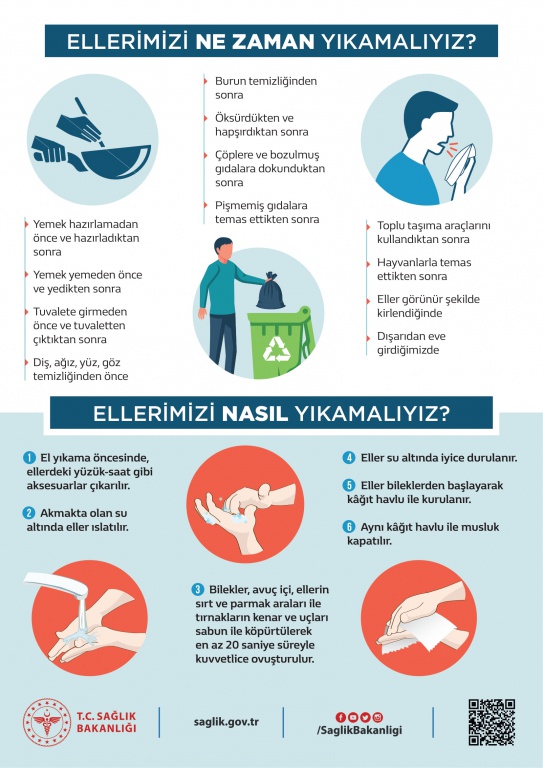 ELLERİMİZİ NE ZAMAN YIKAMALIYIZ?
Yemek hazırlamadan
önce ve hazırladıktan
sonra
Yemek yemeden önce
ve yedikten sonra
Tuvalete girmeden
önce ve tuvaletten
çıktıktan sonra
Diş, ağız, yüz, göz
temizliğinden önce
Burun temizliğinden
sonra
Öksürdükten ve
hapşırdıktan sonra
Çöplere ve bozulmuş
gıdalara dokunduktan
sonra
Pişmemiş gıdalara
temas ettikten sonra
Toplu taşıma araçlarını
kullandıktan sonra
Hayvanlarla temas
ettikten sonra
Eller görünür şekilde
kirlendiğinde
Dışarıdan eve
girdiğimizde
ELLERİMİZİ NASIL YIKAMALIYIZ?
1 El yıkama öncesinde,
ellerdeki yüzük-saat gibi
aksesuarlar çıkarılır.
2 Akmakta olan su
altında eller ıslatılır.
3 Bilekler, avuç içi, ellerin
sırt ve parmak araları ile
tırnakların kenar ve uçları
sabun ile köpürtülerek
en az 20 saniye süreyle
kuvvetlice ovuşturulur.
4 Eller su altında iyice durulanır.
5 Eller bileklerden başlayarak
kâğıt havlu ile kurulanır.
6 Aynı kâğıt havlu ile musluk
kapatılır.
T.C. SAĞLIK
BAKANLIĞI
saglik.gov.tr
/SaglikBakanligi